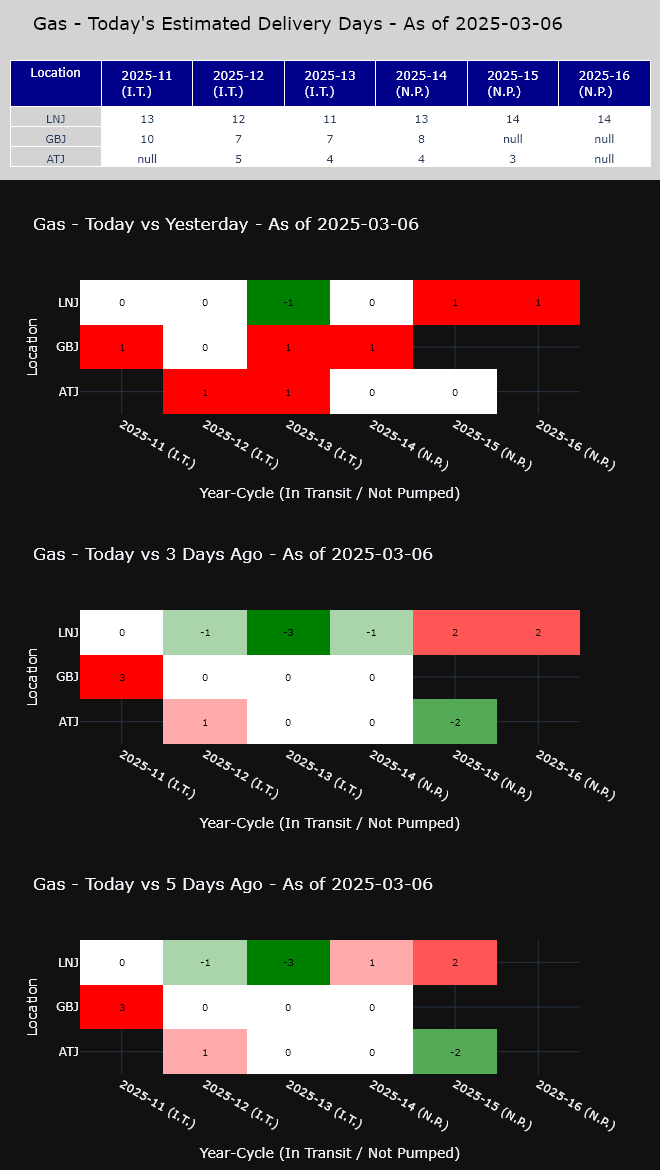 Gas - Today's Estimated Delivery Days - As of 2025-03-06
Location 2025-11 (I.T.) 2025-12 (I.T.) 2025-13 (I.T.) 2025-14 (N.P.) 2025-15 (N.P.) 2025-16 (N.P.)
LNJ 13 12 11 13 14 14
GBJ 10 7 7 8 null null
ATJ null 5 4 4 3 null
Gas - Today vs Yesterday - As of 2025-03-06
Location
LNJ 0 0 -1 0 1 1
GBJ 1 0 1 1
ATJ 1 1 0 0
2025-11 (I.T.) 2025-12 (I.T.) 2025-13 (I.T.) 2025-14 (N.P.) 2025-15 (N.P.) 2025-16 (N.P.)
Year-Cycle (In Transit / Not Pumped)
Gas - Today vs 3 Days Ago - As of 2025-03-06
Location
LNJ 0 -1 -3 -1 2 2
GBJ 3 0 0 0
ATJ 1 0 0 -2
2025-11 (I.T.) 2025-12 (I.T.) 2025-13 (I.T.) 2025-14 (N.P.) 2025-15 (N.P.) 2025-16 (N.P.)
Year-Cycle (In Transit / Not Pumped)
Gas - Today vs 5 Days Ago - As of 2025-03-06
Location
LNJ 0 -1 -3 1 2
GBJ 3 0 0 0
ATJ 1 0 0 -2
2025-11 (I.T.) 2025-12 (I.T.) 2025-13 (I.T.) 2025-14 (N.P.) 2025-15 (N.P.) 2025-16 (N.P.)
Year-Cycle (In Transit / Not Pumped)